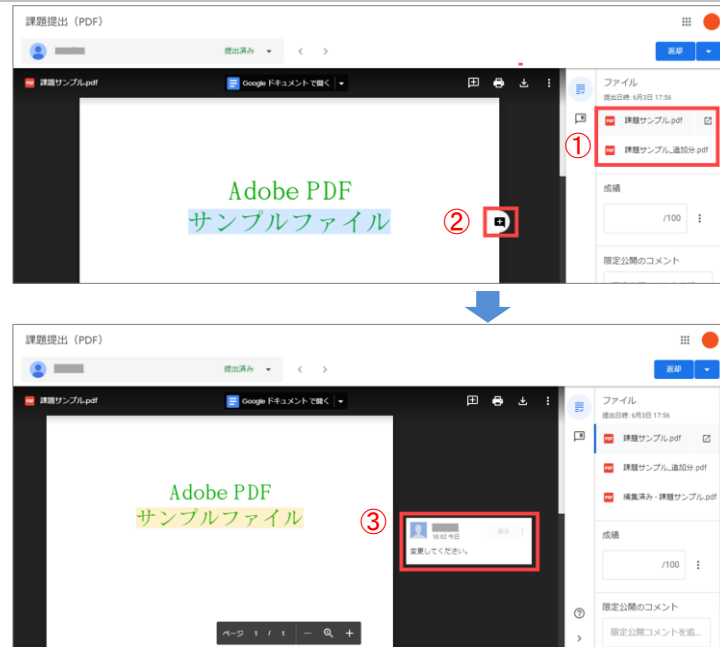 課題提出（PDF）
提出済み
返却
課題サンプル.pdf
Google ドキュメントで開く
ファイル
提出日時: 6月3日 17:56
課題サンプル.pdf
課題サンプル_追加分.pdf
①
Adobe PDF
サンプルファイル
②
成績
/100
限定公開のコメント
課題提出（PDF）
提出済み
返却
課題サンプル.pdf
Google ドキュメントで開く
ファイル
提出日時: 6月3日 17:56
課題サンプル.pdf
課題サンプル_追加分.pdf
編集済み - 課題サンプル.pdf
Adobe PDF
サンプルファイル
③
18:02 今日
解決
変更してください。
成績
/100
限定公開のコメント
限定公開コメントを追...
ページ 1 / 1